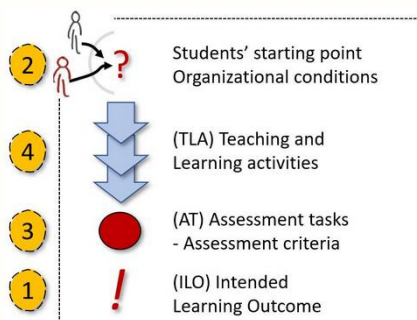 2
?
Students' starting point
Organizational conditions
4
(TLA) Teaching and
Learning activities
3
(AT) Assessment tasks
- Assessment criteria
1
!
(ILO) Intended
Learning Outcome